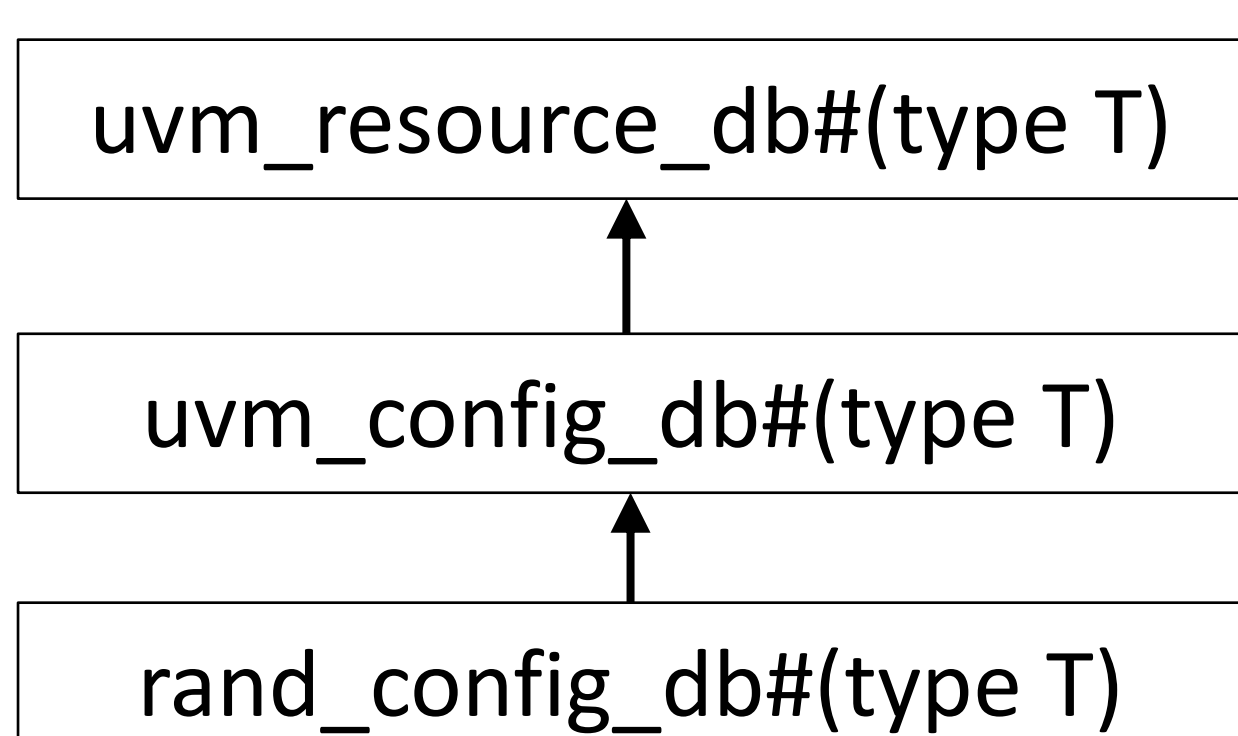 uvm_resource_db#(type T)
uvm_config_db#(type T)
rand_config_db#(type T)